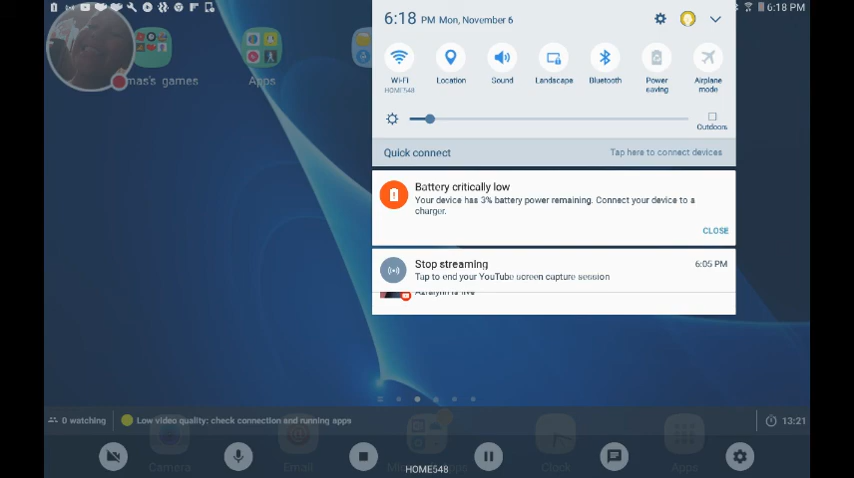 6:18 PM
6:18 PM Mon, November 6
mas's games
Apps
Wi-Fi
HOME548
Location
Sound
Landscape
Bluetooth
Power saving
Airplane mode
Outdoors
Quick connect
Tap here to connect devices
Battery critically low
Your device has 3% battery power remaining. Connect your device to a
charger.
CLOSE
Stop streaming
6:05 PM
Tap to end your YouTube screen capture session
is live
0 watching
Low video quality: check connection and running apps
13:21
Camera
Email
Clock
Apps
HOME548